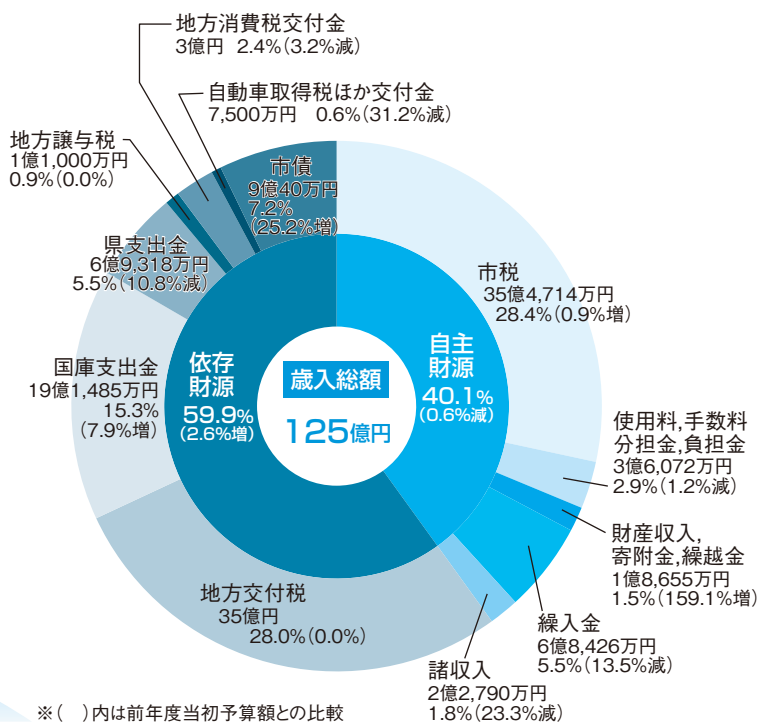 地方消費税交付金
3億円 2.4%(3.2%減)
自動車取得税ほか交付金
7,500万円 0.6%(31.2%減)
地方譲与税
1億1,000万円
0.9%(0.0%)
市債
9億40万円
7.2%
(25.2%増)
県支出金
6億9,318万円
5.5%(10.8%減)
市税
35億4,714万円
28.4%(0.9%増)
国庫支出金
19億1,485万円
15.3%
(7.9%増)
依存
財源
59.9%
(2.6%増)
歳入総額
125億円
自主
財源
40.1%
(0.6%減)
使用料,手数料
分担金,負担金
3億6,072万円
2.9%(1.2%減)
財産収入,
寄附金,繰越金
1億8,655万円
1.5%(159.1%増)
地方交付税
35億円
28.0%(0.0%)
繰入金
6億8,426万円
5.5%(13.5%減)
諸収入
2億2,790万円
1.8%(23.3%減)
※( )内は前年度当初予算額との比較